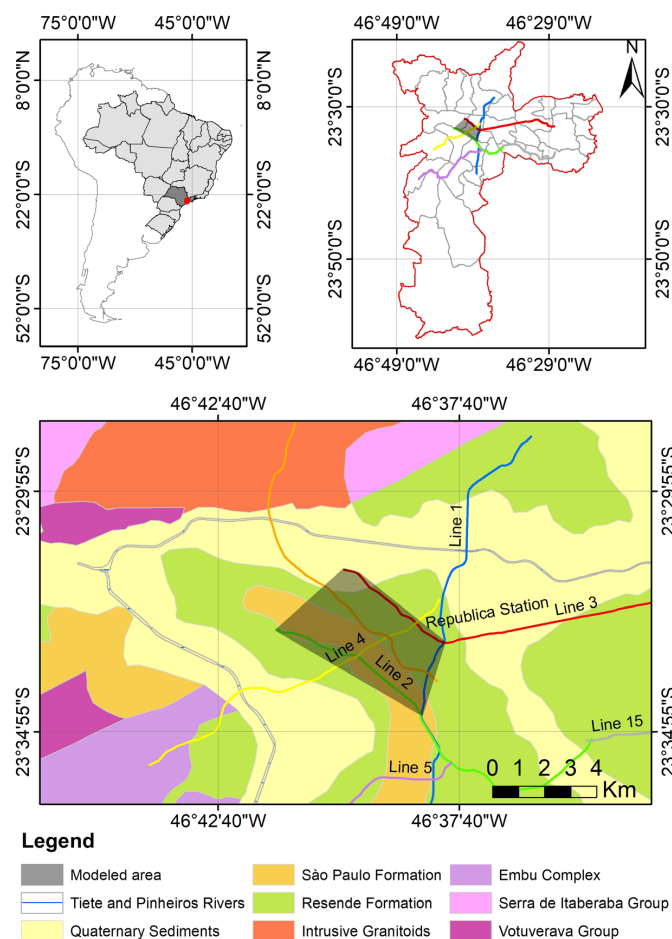 75°0'0"W 45°0'0"W
8°0'0"N 8°0'0"N
22°0'0"S 22°0'0"S
52°0'0"S 52°0'0"S
75°0'0"W 45°0'0"W
46°49'0"W 46°29'0"W
N
23°30'0"S 23°30'0"S
23°50'0"S 23°50'0"S
46°49'0"W 46°29'0"W
46°42'40"W 46°37'40"W
23°29'55"S 23°29'55"S
Line 1
Republica Station
Line 3
Line 4
Line 2
23°34'55"S 23°34'55"S
Line 15
Line 5
0 1 2 3 4
Km
46°42'40"W 46°37'40"W
Legend
Modeled area Sào Paulo Formation Embu Complex
Tiete and Pinheiros Rivers Resende Formation Serra de Itaberaba Group
Quaternary Sediments Intrusive Granitoids Votuverava Group